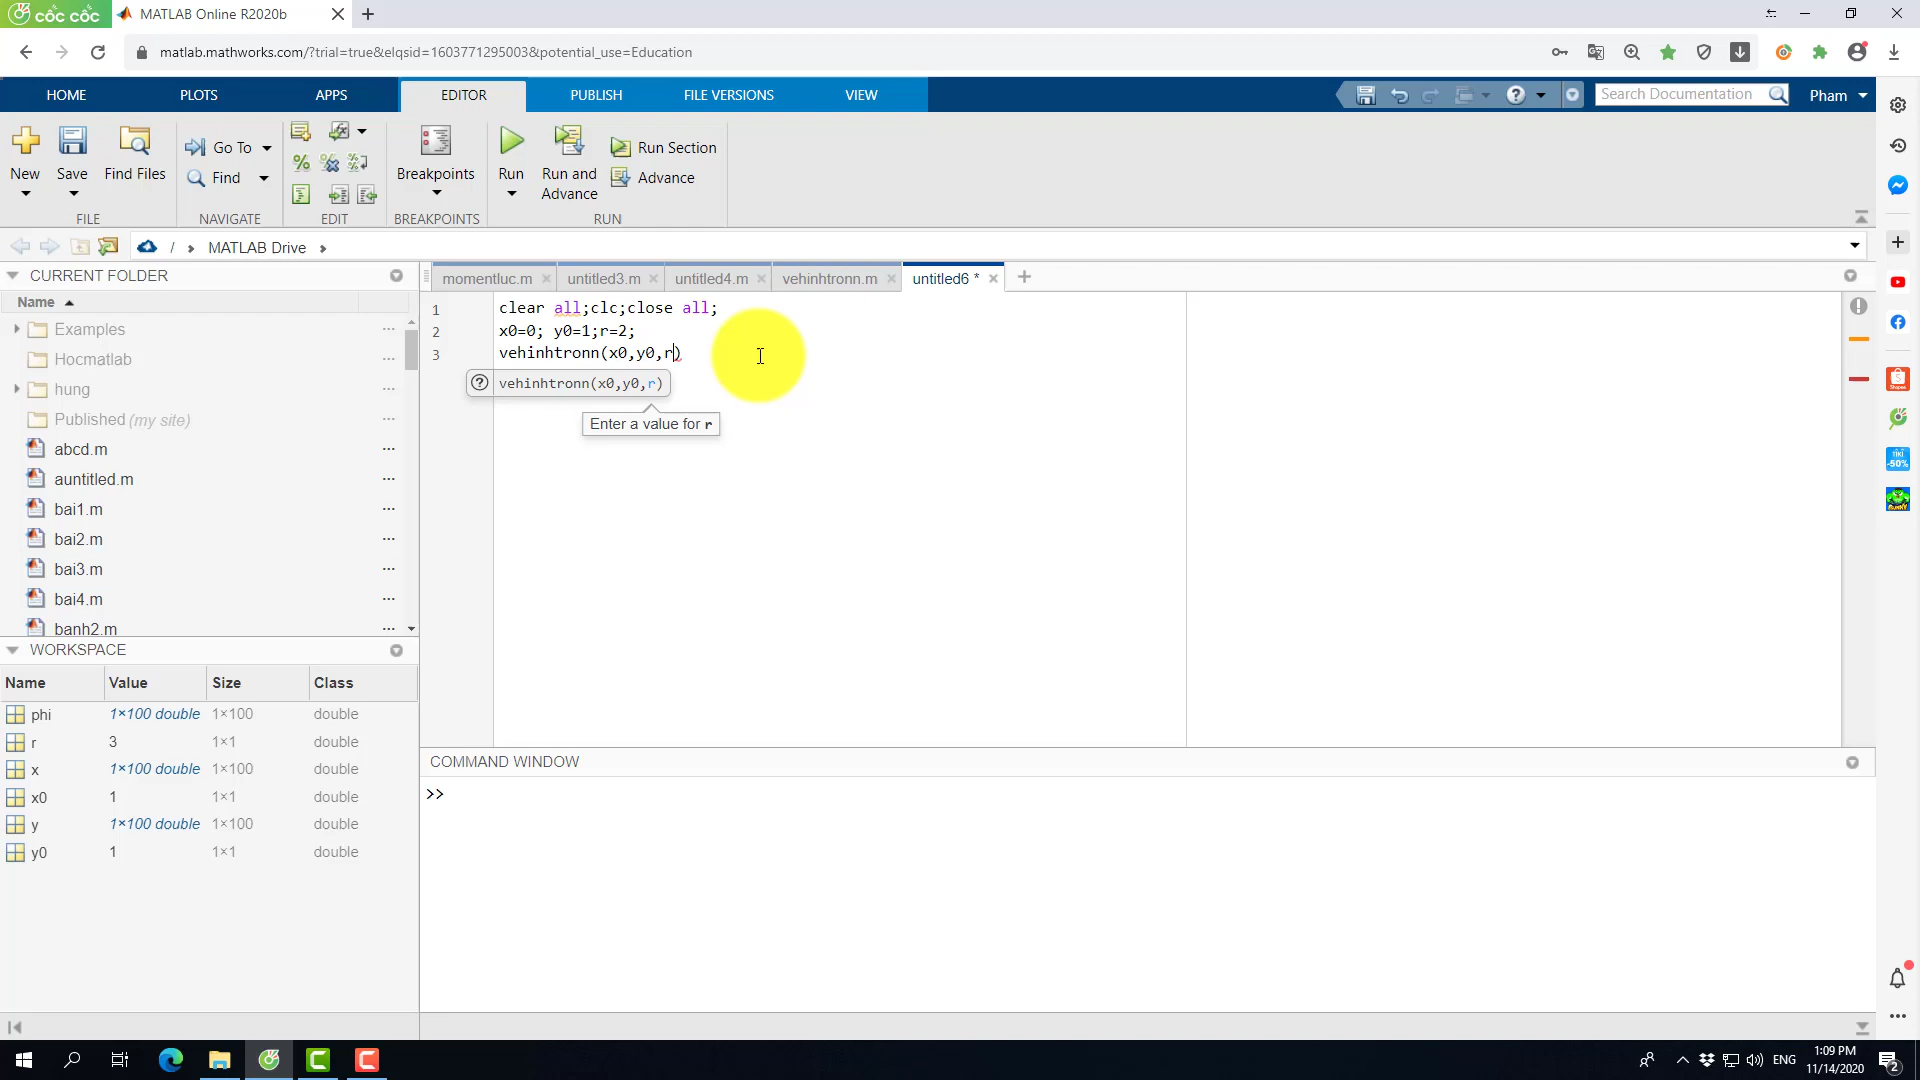 cốc cốc
MATLAB Online R2020b
matlab.mathworks.com/?trial=true&elqsid=1603771295003&potential_use=Education
HOME
PLOTS
APPS
EDITOR
PUBLISH
FILE VERSIONS
VIEW
Search Documentation
Pham
New
Save
Find Files
Go To
Find
Breakpoints
Run
Run and
Advance
Run Section
Advance
FILE
NAVIGATE
EDIT
BREAKPOINTS
RUN
/
MATLAB Drive
CURRENT FOLDER
Name
Examples
Hocmatlab
hung
Published (my site)
abcd.m
auntitled.m
bai1.m
bai2.m
bai3.m
bai4.m
banh2.m
momentluc.m
untitled3.m
untitled4.m
vehinhtronn.m
untitled6 *
1 clear all;clc;close all;
2 x0=0; y0=1;r=2;
3 vehinhtronn(x0,y0,r)
vehinhtronn(x0,y0,r)
Enter a value for r
WORKSPACE
Name Value Size Class
phi 1×100 double 1×100 double
r 3 1×1 double
x 1×100 double 1×100 double
x0 1 1×1 double
y 1×100 double 1×100 double
y0 1 1×1 double
COMMAND WINDOW
>>
TIKI
-50%
ENG
1:09 PM
11/14/2020
2